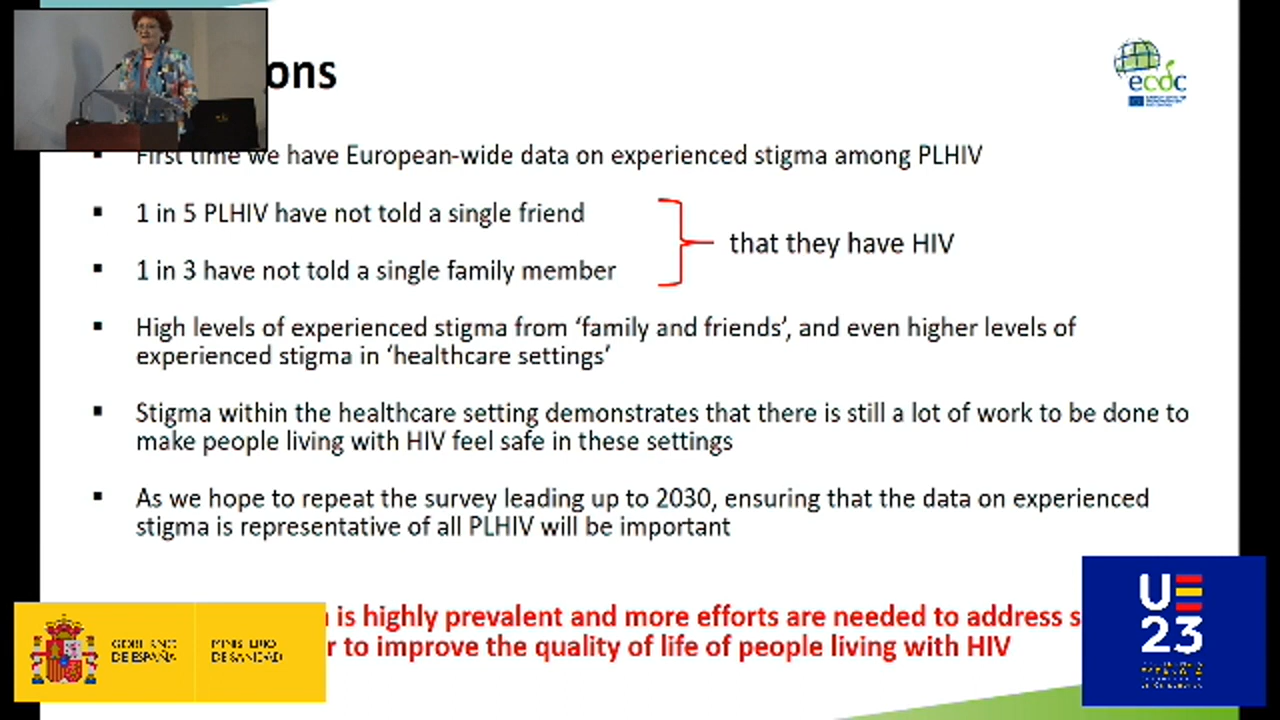 ons
ecdc
First time we have European-wide data on experienced stigma among PLHIV
1 in 5 PLHIV have not told a single friend
1 in 3 have not told a single family member
that they have HIV
High levels of experienced stigma from ‘family and friends’, and even higher levels of
experienced stigma in ‘healthcare settings’
Stigma within the healthcare setting demonstrates that there is still a lot of work to be done to
make people living with HIV feel safe in these settings
As we hope to repeat the survey leading up to 2030, ensuring that the data on experienced
stigma is representative of all PLHIV will be important
is highly prevalent and more efforts are needed to address s
r to improve the quality of life of people living with HIV
GOBIERNO
DE ESPAÑA
MINISTERIO
DE SANIDAD
UE
23